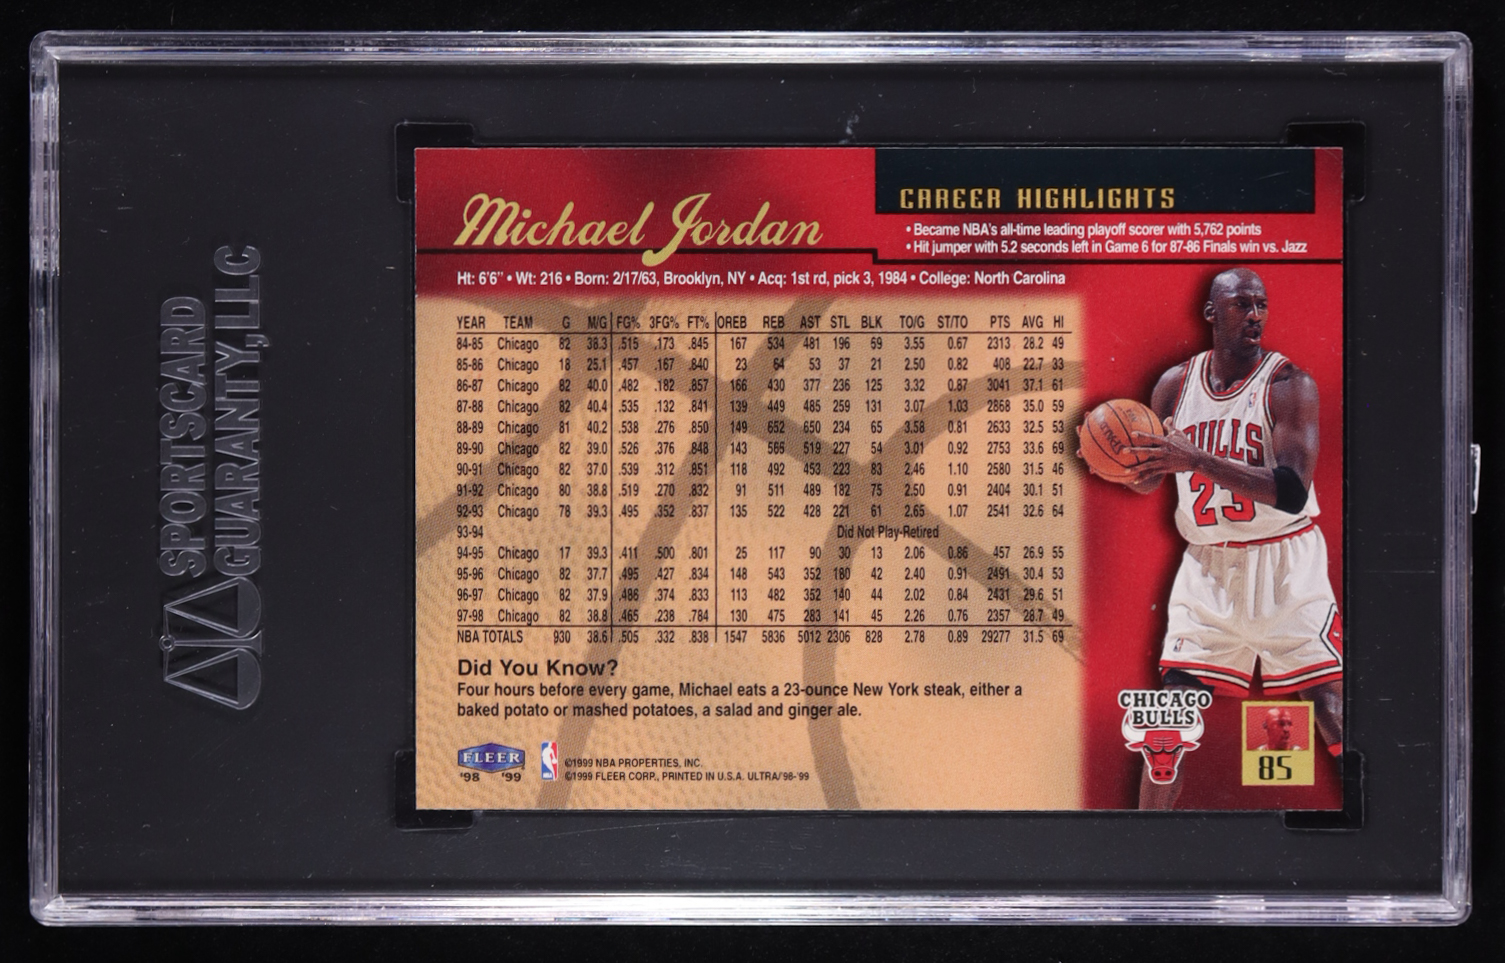 SPORTSCARD
GUARANTY,LLC
Michael Jordan
CAREER HIGHLIGHTS
• Became NBA's all-time leading playoff scorer with 5,762 points
• Hit jumper with 5.2 seconds left in Game 6 for 87-86 Finals win vs. Jazz
Ht: 6'6" • Wt: 216 • Born: 2/17/63, Brooklyn, NY • Acq: 1st rd, pick 3, 1984 • College: North Carolina
YEAR TEAM G M/G FG% 3FG% FT% OREB REB AST STL BLK TO/G ST/TO PTS AVG HI
84-85 Chicago 82 38.3 .515 .173 .845 167 534 481 196 69 3.55 0.67 2313 28.2 49
85-86 Chicago 18 25.1 .457 .167 .840 23 64 53 37 21 2.50 0.82 408 22.7 33
86-87 Chicago 82 40.0 .482 .182 .857 166 430 377 236 125 3.32 0.87 3041 37.1 61
87-88 Chicago 82 40.4 .535 .132 .841 139 449 485 259 131 3.07 1.03 2868 35.0 59
88-89 Chicago 81 40.2 .538 .276 .850 149 652 650 234 65 3.58 0.81 2633 32.5 53
89-90 Chicago 82 39.0 .526 .376 .848 143 566 519 227 54 3.01 0.92 2753 33.6 69
90-91 Chicago 82 37.0 .539 .312 .851 118 492 453 223 83 2.46 1.10 2580 31.5 46
91-92 Chicago 80 38.8 .519 .270 .832 91 511 489 182 75 2.50 0.91 2404 30.1 51
92-93 Chicago 78 39.3 .495 .352 .837 135 522 428 221 61 2.65 1.07 2541 32.6 64
93-94 Did Not Play-Retired
94-95 Chicago 17 39.3 .411 .500 .801 25 117 90 30 13 2.06 0.86 457 26.9 55
95-96 Chicago 82 37.7 .495 .427 .834 148 543 352 180 42 2.40 0.91 2491 30.4 53
96-97 Chicago 82 37.9 .486 .374 .833 113 482 352 140 44 2.02 0.84 2431 29.6 51
97-98 Chicago 82 38.8 .465 .238 .784 130 475 283 141 45 2.26 0.76 2357 28.7 49
NBA TOTALS 930 38.6 .505 .332 .838 1547 5836 5012 2306 828 2.78 0.89 29277 31.5 69
Did You Know?
Four hours before every game, Michael eats a 23-ounce New York steak, either a
baked potato or mashed potatoes, a salad and ginger ale.
FLEER
'98 '99
NBA
©1999 NBA PROPERTIES, INC.
©1999 FLEER CORP., PRINTED IN U.S.A. ULTRA/'98-'99
BULLS
23
CHICAGO
BULLS
85